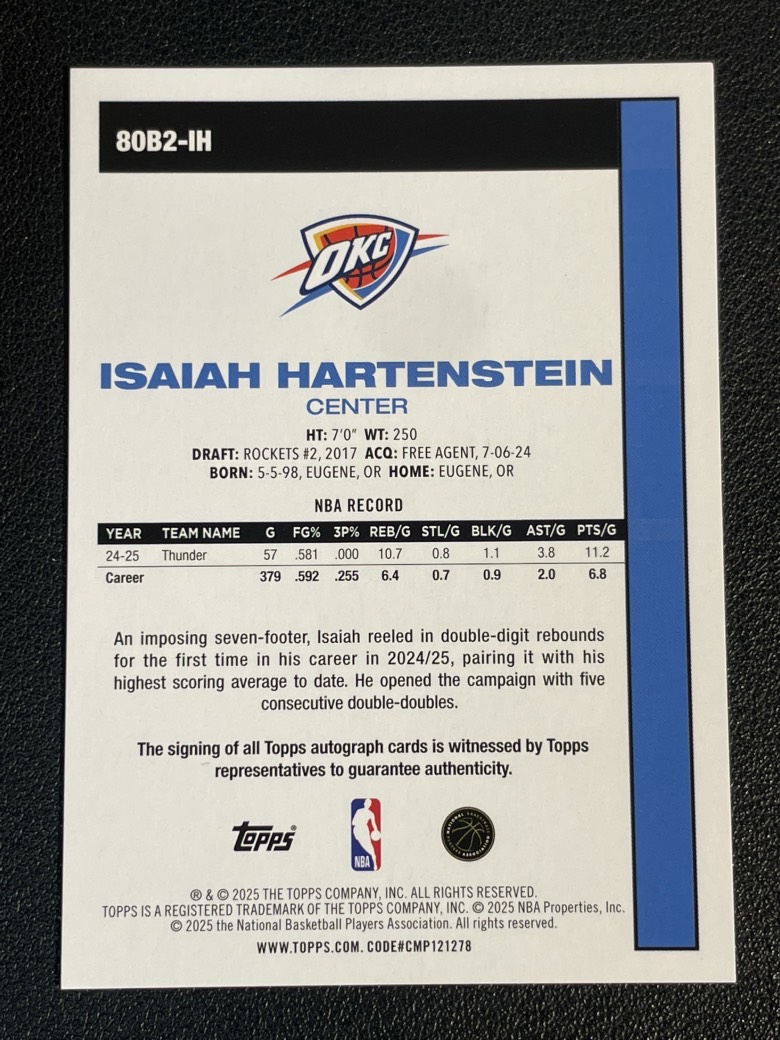 80B2-IH
OKC
ISAIAH HARTENSTEIN
CENTER
HT: 7'0" WT: 250
DRAFT: ROCKETS #2, 2017 ACQ: FREE AGENT, 7-06-24
BORN: 5-5-98, EUGENE, OR HOME: EUGENE, OR
NBA RECORD
YEAR TEAM NAME G FG% 3P% REB/G STL/G BLK/G AST/G PTS/G
24-25 Thunder 57 .581 .000 10.7 0.8 1.1 3.8 11.2
Career 379 .592 .255 6.4 0.7 0.9 2.0 6.8
An imposing seven-footer, Isaiah reeled in double-digit rebounds
for the first time in his career in 2024/25, pairing it with his
highest scoring average to date. He opened the campaign with five
consecutive double-doubles.
The signing of all Topps autograph cards is witnessed by Topps
representatives to guarantee authenticity.
Topps®
NBA
NATIONAL BASKETBALL PLAYERS ASSOCIATION
® & © 2025 THE TOPPS COMPANY, INC. ALL RIGHTS RESERVED.
TOPPS IS A REGISTERED TRADEMARK OF THE TOPPS COMPANY, INC. © 2025 NBA Properties, Inc.
© 2025 the National Basketball Players Association. All rights reserved.
WWW.TOPPS.COM. CODE#CMP121278